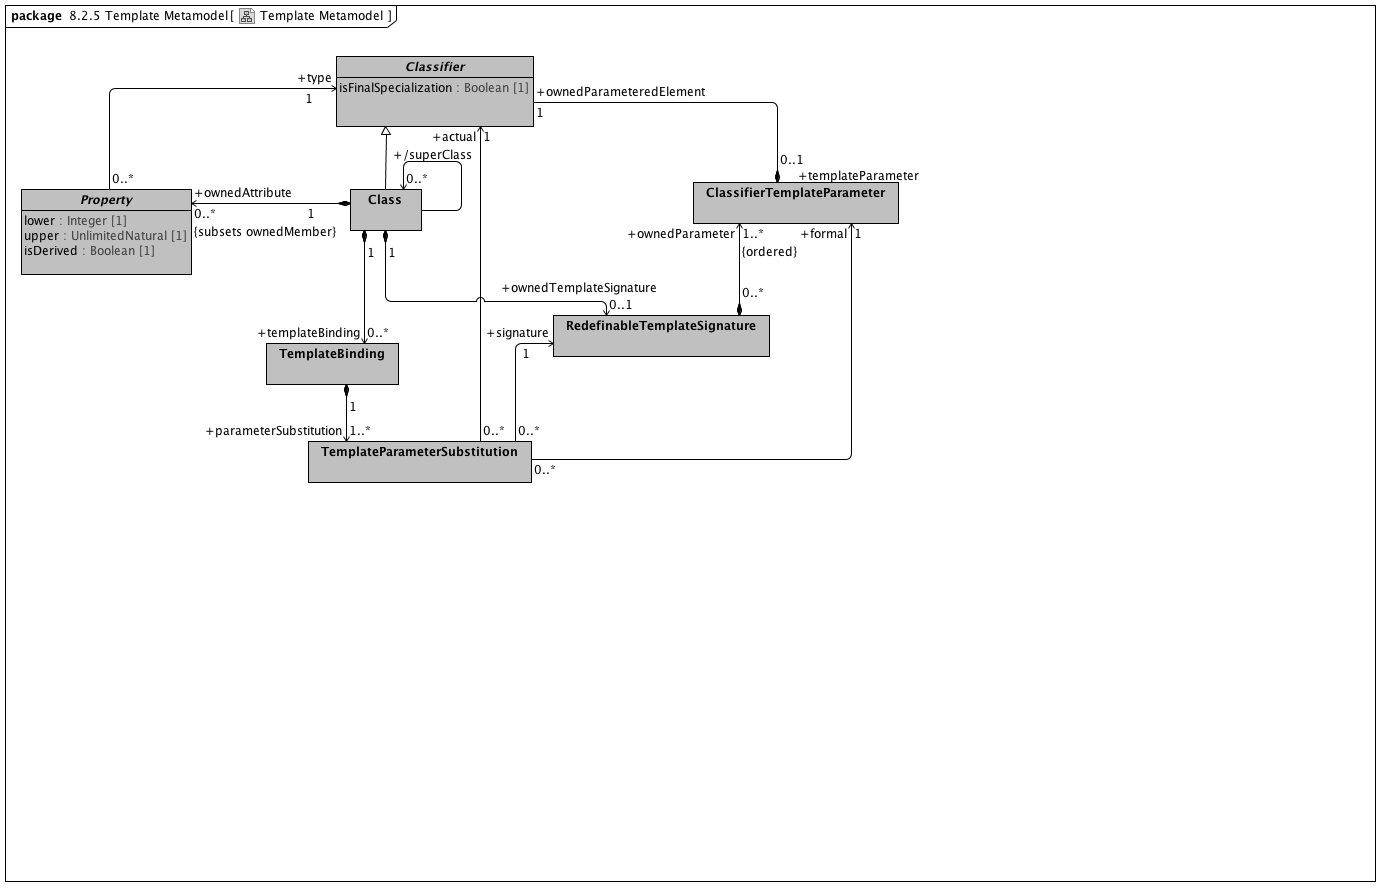 package 8.2.5 Template Metamodel [ Template Metamodel ]
Classifier
isFinalSpecialization : Boolean [1]
+type
1
+ownedParameteredElement
1
+actual 1
+/superClass
0..*
0..*
0..1
+templateParameter
ClassifierTemplateParameter
Property
lower : Integer [1]
upper : UnlimitedNatural [1]
isDerived : Boolean [1]
+ownedAttribute
0..*
1
{subsets ownedMember}
Class
1
1
+ownedParameter 1..*
{ordered}
+formal 1
+ownedTemplateSignature
0..1
0..*
RedefinableTemplateSignature
+templateBinding 0..*
TemplateBinding
+signature
1
1
+parameterSubstitution 1..*
0..*
0..*
TemplateParameterSubstitution
0..*